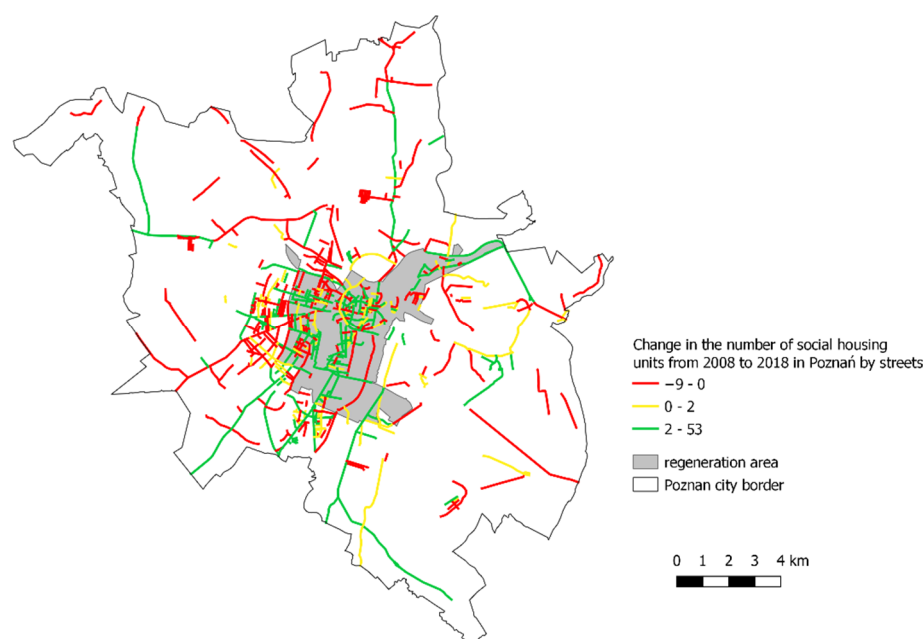 Change in the number of social housing
units from 2008 to 2018 in Poznań by streets
−9 - 0
0 - 2
2 - 53
regeneration area
Poznan city border
0 1 2 3 4 km